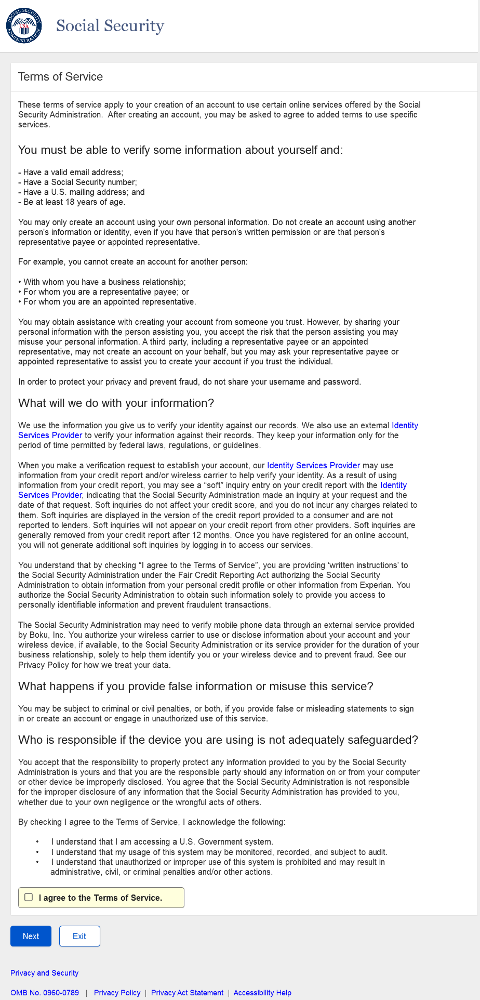 SOCIAL SECURITY ADMINISTRATION
USA
Social Security
Terms of Service
These terms of service apply to your creation of an account to use certain online services offered by the Social
Security Administration.  After creating an account, you may be asked to agree to added terms to use specific
services.
You must be able to verify some information about yourself and:
- Have a valid email address;
- Have a Social Security number;
- Have a U.S. mailing address; and
- Be at least 18 years of age.
You may only create an account using your own personal information. Do not create an account using another
person's information or identity, even if you have that person's written permission or are that person's
representative payee or appointed representative.
For example, you cannot create an account for another person:
• With whom you have a business relationship;
• For whom you are a representative payee; or
• For whom you are an appointed representative.
You may obtain assistance with creating your account from someone you trust. However, by sharing your
personal information with the person assisting you, you accept the risk that the person assisting you may
misuse your personal information. A third party, including a representative payee or an appointed
representative, may not create an account on your behalf, but you may ask your representative payee or
appointed representative to assist you to create your account if you trust the individual.
In order to protect your privacy and prevent fraud, do not share your username and password.
What will we do with your information?
We use the information you give us to verify your identity against our records. We also use an external Identity
Services Provider to verify your information against their records. They keep your information only for the
period of time permitted by federal laws, regulations, or guidelines.
When you make a verification request to establish your account, our Identity Services Provider may use
information from your credit report and/or wireless carrier to help verify your identity. As a result of using
information from your credit report, you may see a “soft” inquiry entry on your credit report with the Identity
Services Provider, indicating that the Social Security Administration made an inquiry at your request and the
date of that request. Soft inquiries do not affect your credit score, and you do not incur any charges related to
them. Soft inquiries are displayed in the version of the credit report provided to a consumer and are not
reported to lenders. Soft inquiries will not appear on your credit report from other providers. Soft inquiries are
generally removed from your credit report after 12 months. Once you have registered for an online account,
you will not generate additional soft inquiries by logging in to access our services.
You understand that by checking “I agree to the Terms of Service”, you are providing ‘written instructions’ to
the Social Security Administration under the Fair Credit Reporting Act authorizing the Social Security
Administration to obtain information from your personal credit profile or other information from Experian. You
authorize the Social Security Administration to obtain such information solely to provide you access to
personally identifiable information and prevent fraudulent transactions.
The Social Security Administration may need to verify mobile phone data through an external service provided
by Boku, Inc. You authorize your wireless carrier to use or disclose information about your account and your
wireless device, if available, to the Social Security Administration or its service provider for the duration of your
business relationship, solely to help them identify you or your wireless device and to prevent fraud. See our
Privacy Policy for how we treat your data.
What happens if you provide false information or misuse this service?
You may be subject to criminal or civil penalties, or both, if you provide false or misleading statements to sign
in or create an account or engage in unauthorized use of this service.
Who is responsible if the device you are using is not adequately safeguarded?
You accept that the responsibility to properly protect any information provided to you by the Social Security
Administration is yours and that you are the responsible party should any information on or from your computer
or other device be improperly disclosed. You agree that the Social Security Administration is not responsible
for the improper disclosure of any information that the Social Security Administration has provided to you,
whether due to your own negligence or the wrongful acts of others.
By checking I agree to the Terms of Service, I acknowledge the following:
• I understand that I am accessing a U.S. Government system.
• I understand that my usage of this system may be monitored, recorded, and subject to audit.
• I understand that unauthorized or improper use of this system is prohibited and may result in
administrative, civil, or criminal penalties and/or other actions.
I agree to the Terms of Service.
Next Exit
Privacy and Security
OMB No. 0960-0789 | Privacy Policy | Privacy Act Statement | Accessibility Help